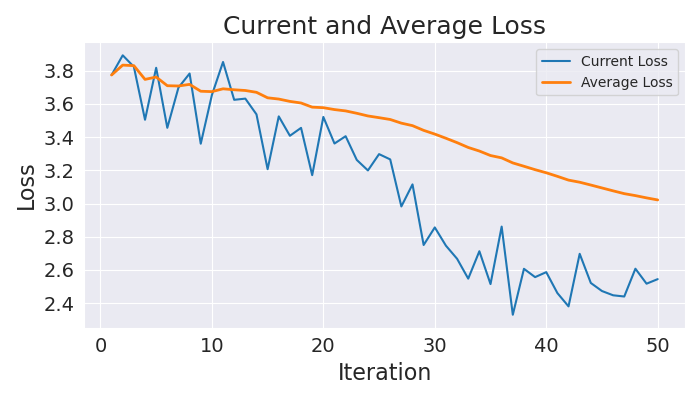 Current and Average Loss
Current Loss
Average Loss
3.8
3.6
3.4
3.2
3.0
2.8
2.6
2.4
Loss
0 10 20 30 40 50
Iteration